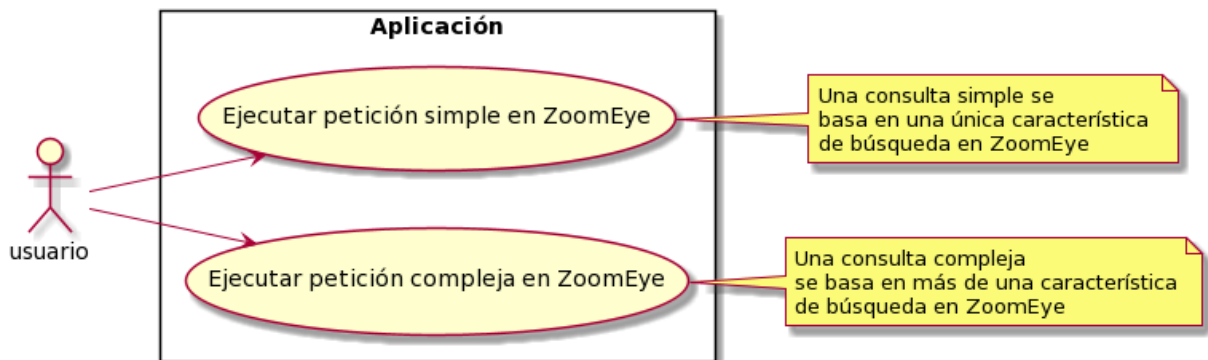 Aplicación
Ejecutar petición simple en ZoomEye
Una consulta simple se
basa en una única característica
de búsqueda en ZoomEye
usuario
Ejecutar petición compleja en ZoomEye
Una consulta compleja
se basa en más de una característica
de búsqueda en ZoomEye